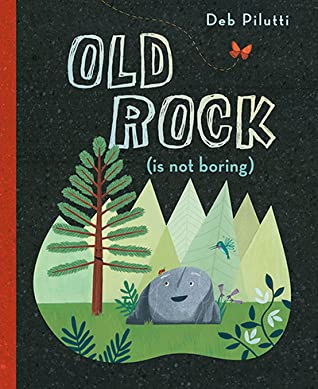 Deb Pilutti
OLD
ROCK
(is not boring)